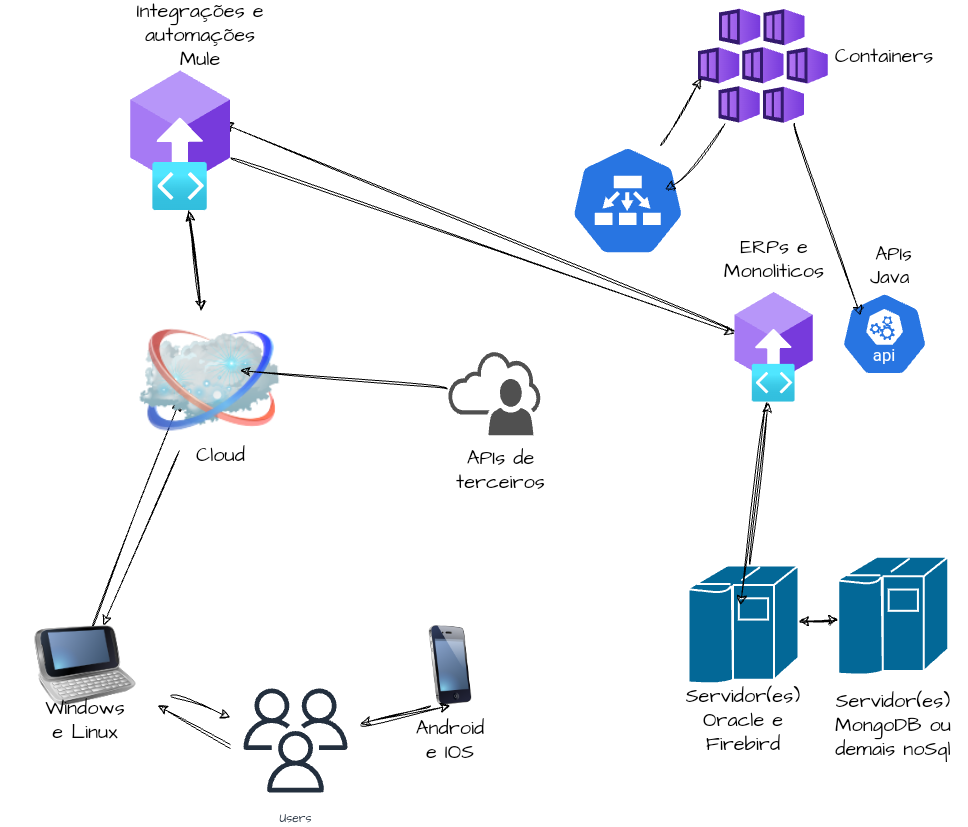 Integrações e
automações
Mule
Containers
ERPs e
Monoliticos
APIs
Java
api
Cloud
APIs de
terceiros
Windows
e Linux
Android
e IOS
Users
Servidor(es)
Oracle e
Firebird
Servidor(es)
MongoDB ou
demais noSql